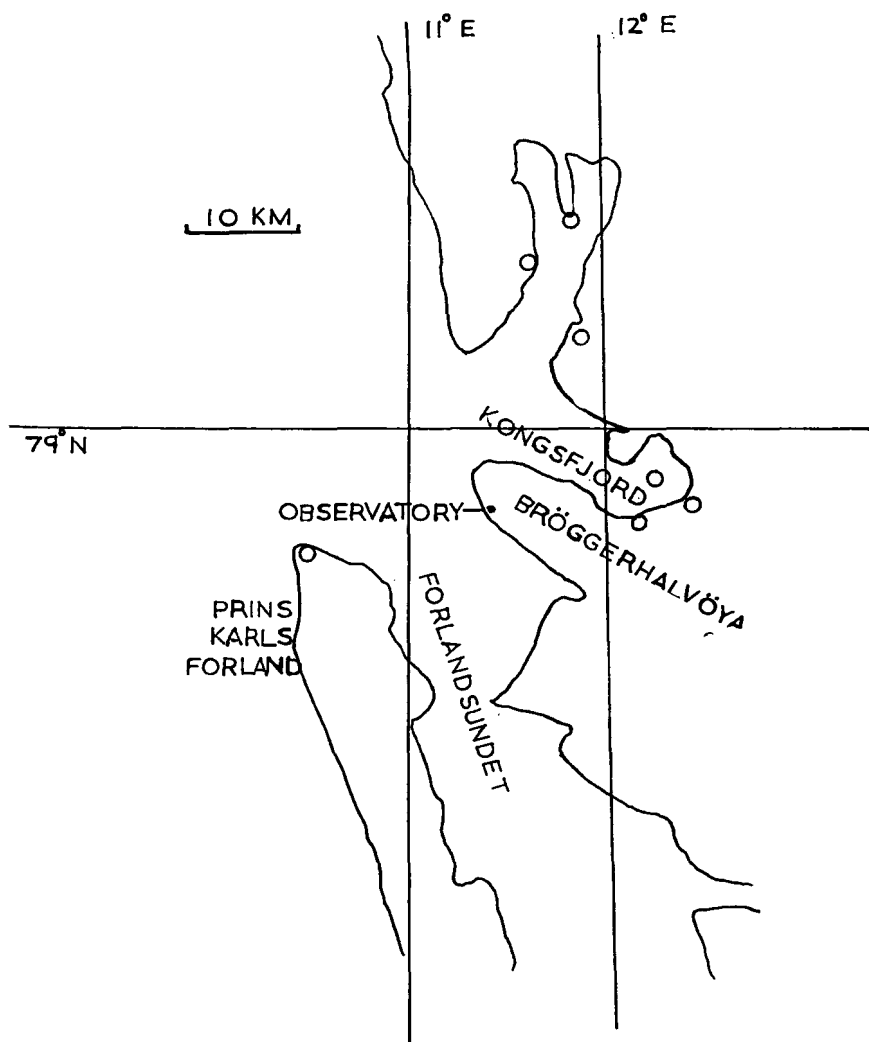 11° E
12° E
10 KM
79° N
KONGSFJORD
OBSERVATORY
BRÖGGERHALVÖYA
PRINS
KARLS
FORLAND
FORLANDSUNDET